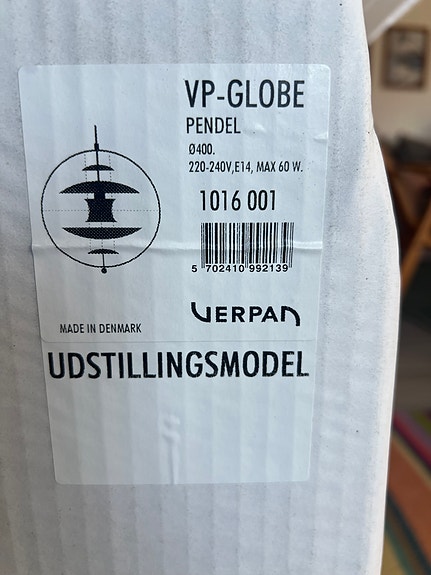 VP-GLOBE
PENDEL
Ø400.
220-240V,E14, MAX 60 W.
1016 001
5 702410 992139
VERPAN
MADE IN DENMARK
UDSTILLINGSMODEL